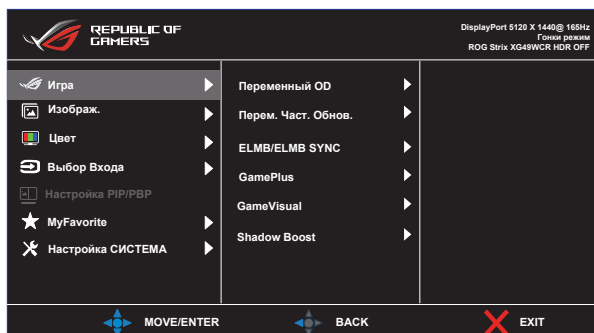 REPUBLIC OF
GAMERS
DisplayPort 5120 X 1440@ 165Hz
Гонки режим
ROG Strix XG49WCR HDR OFF
Игра
Изображ.
Цвет
Выбор Входа
Настройка PIP/PBP
MyFavorite
Настройка СИСТЕМА
Переменный OD
Перем. Част. Обнов.
ELMB/ELMB SYNC
GamePlus
GameVisual
Shadow Boost
MOVE/ENTER
BACK
EXIT